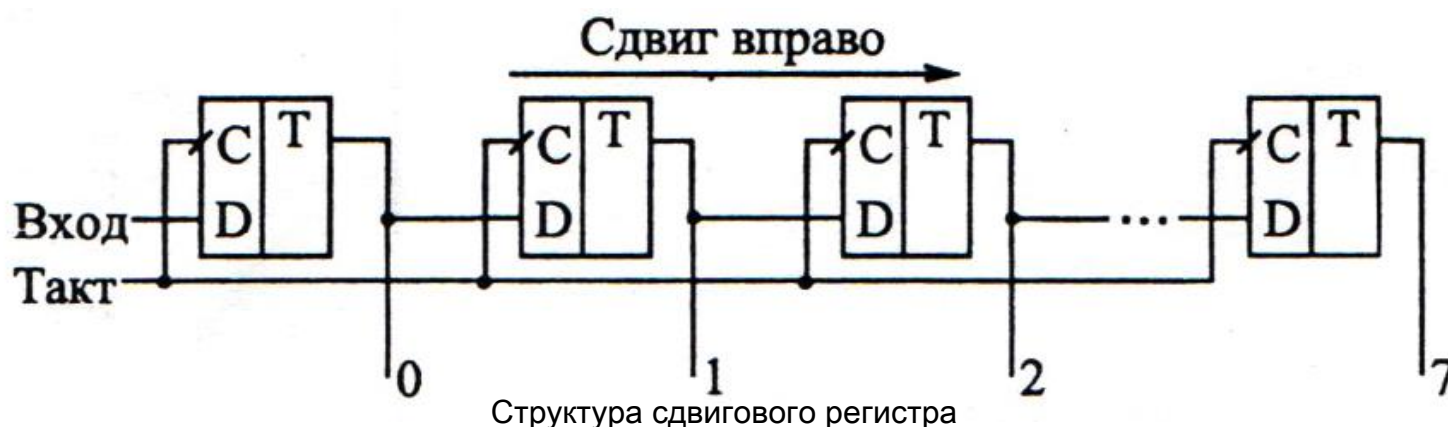 Сдвиг вправо
C T C T C T C T
Вход D D D ... D
Такт
0 1 2 7
Структура сдвигового регистра